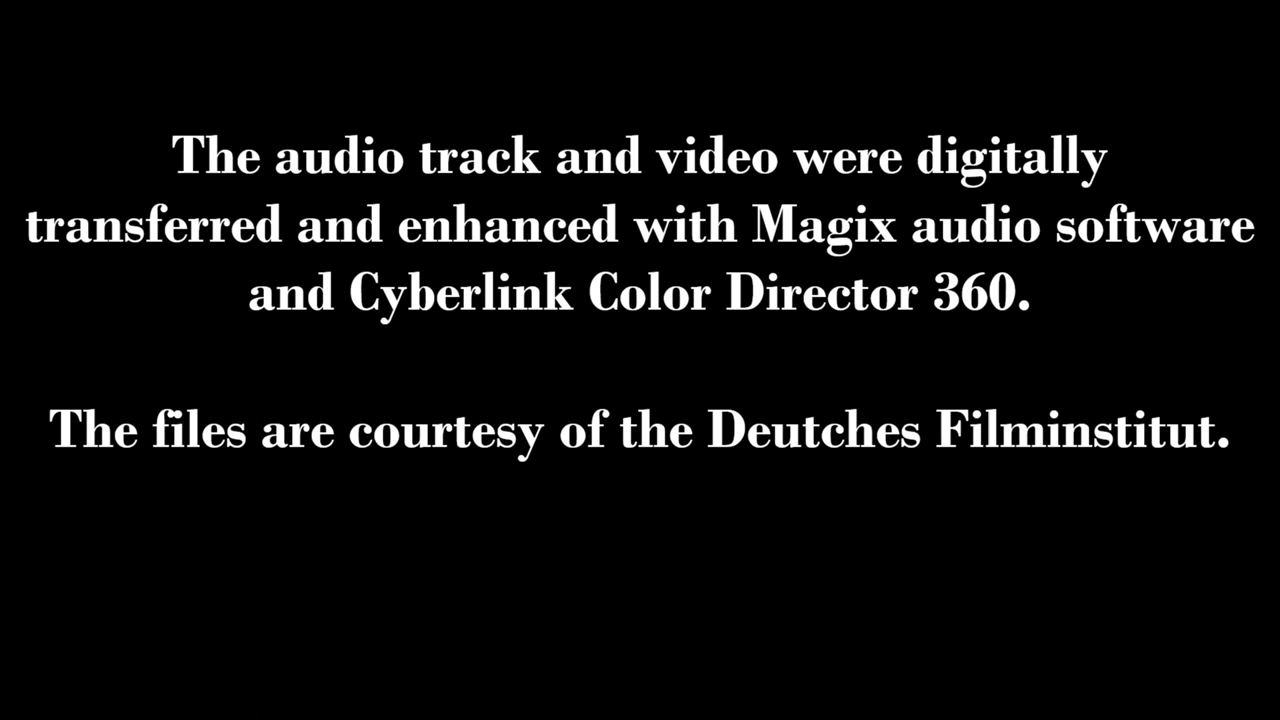 The audio track and video were digitally
transferred and enhanced with Magix audio software
and Cyberlink Color Director 360.
The files are courtesy of the Deutches Filminstitut.